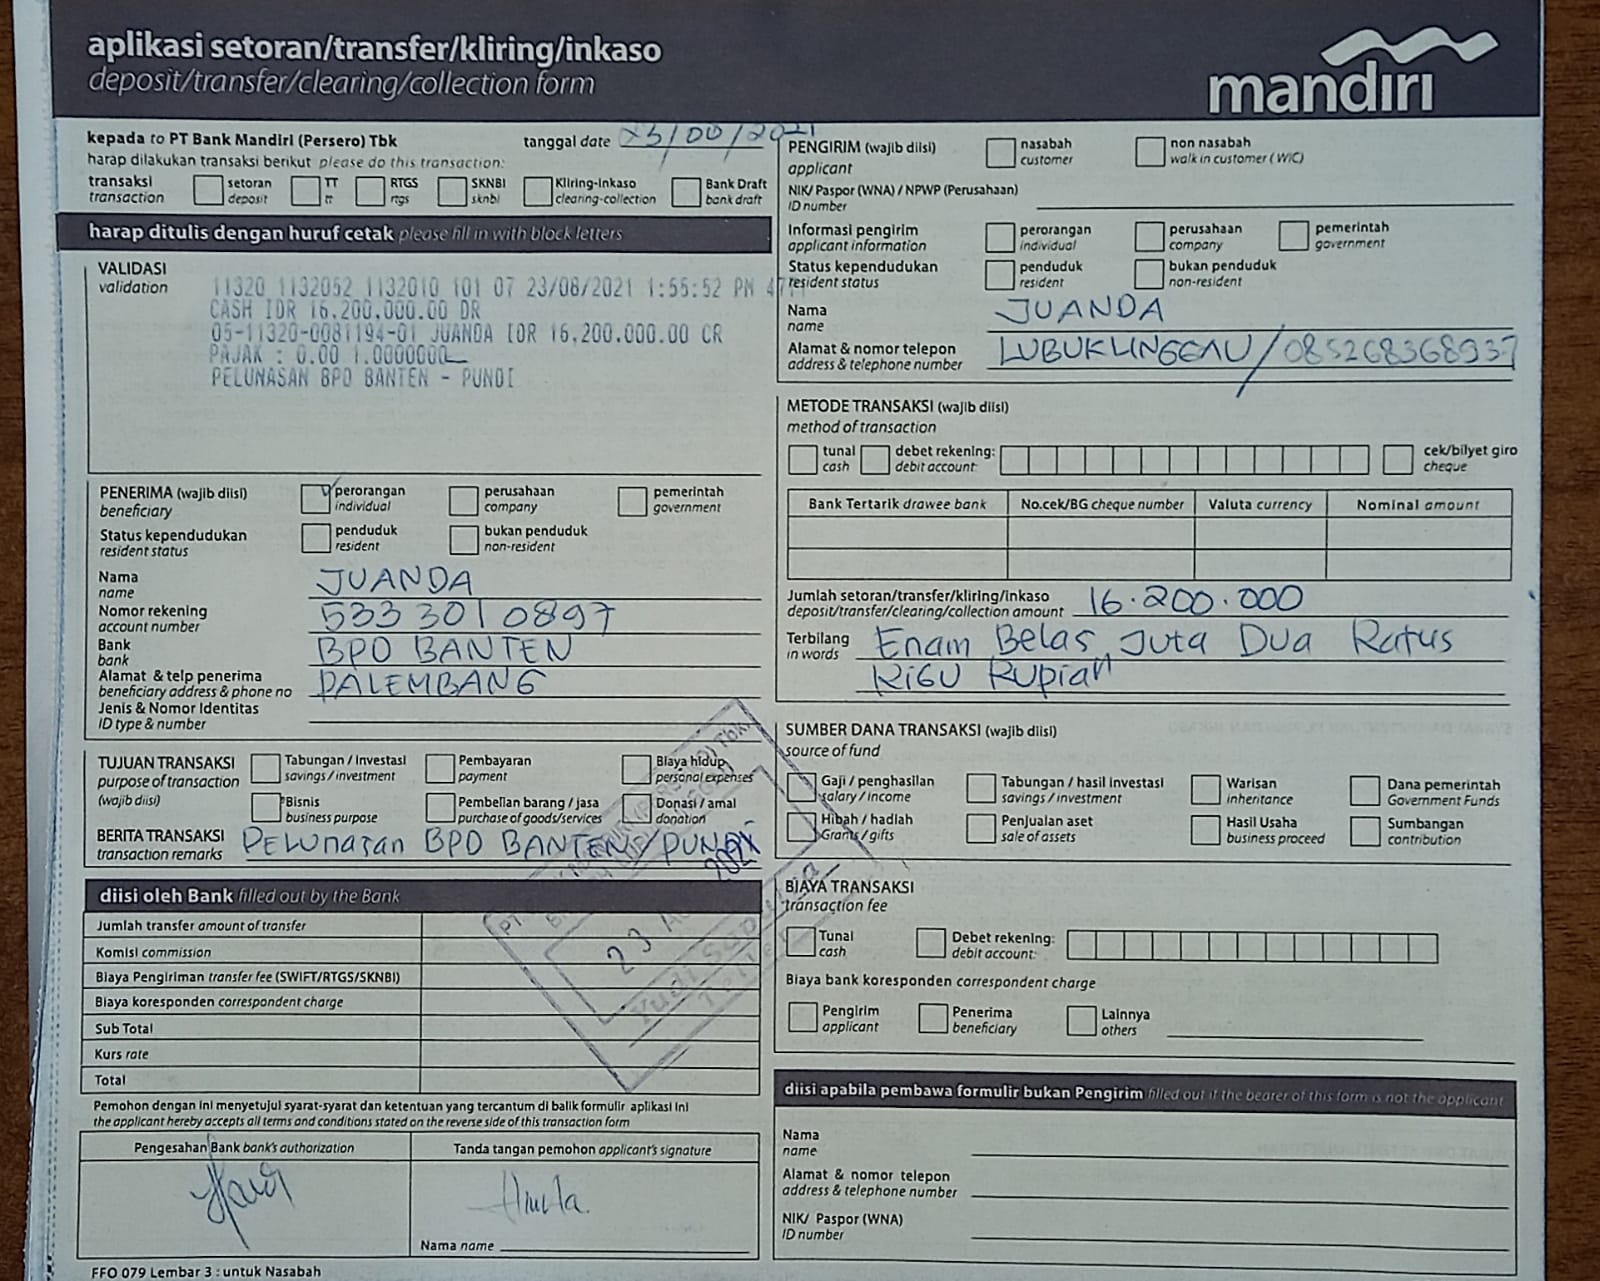 aplikasi setoran/transfer/kliring/inkaso
deposit/transfer/clearing/collection form
mandiri
kepada to PT Bank Mandiri (Persero) Tbk
tanggal date 23/08/2021
harap dilakukan transaksi berikut please do this transaction:
transaksi
transaction
setoran
deposit
TT
tt
RTGS
rtgs
SKNBI
sknbi
Kliring-inkaso
clearing-collection
Bank Draft
bank draft
harap ditulis dengan huruf cetak please fill in with block letters
VALIDASI
validation
11320 1132052 1132010 101 07 23/08/2021 1:55:52 PM
CASH IDR 16,200,000.00 DR
05-11320-0081194-01 JUANDA IDR 16,200,000.00 CR
PAJAK : 0.00 1.0000000
PELUNASAN BPD BANTEN - PUNDI
PENERIMA (wajib diisi)
beneficiary
perorangan
individual
perusahaan
company
pemerintah
government
Status kependudukan
resident status
penduduk
resident
bukan penduduk
non-resident
Nama
name
JUANDA
Nomor rekening
account number
5333010897
Bank
bank
BPD BANTEN
Alamat & telp penerima
beneficiary address & phone no
PALEMBANG
Jenis & Nomor Identitas
ID type & number
TUJUAN TRANSAKSI
purpose of transaction
(wajib diisi)
Tabungan / investasi
savings / investment
Pembayaran
payment
Biaya hidup
personal expenses
Bisnis
business purpose
Pembelian barang / jasa
purchase of goods/services
Donasi / amal
donation
BERITA TRANSAKSI
transaction remarks
Pelunasan BPD BANTEN/PUNDI
diisi oleh Bank filled out by the Bank
Jumlah transfer amount of transfer
Komisi commission
Biaya Pengiriman transfer fee (SWIFT/RTGS/SKNBI)
Biaya koresponden correspondent charge
Sub Total
Kurs rate
Total
23 2021
Yudi
Teller
Pemohon dengan ini menyetujui syarat-syarat dan ketentuan yang tercantum di balik formulir aplikasi ini
the applicant hereby accepts all terms and conditions stated on the reverse side of this transaction form
Pengesahan Bank bank's authorization
Tanda tangan pemohon applicant's signature
Nama name
FFO 079 Lembar 3 : untuk Nasabah
PENGIRIM (wajib diisi)
applicant
nasabah
customer
non nasabah
walk in customer (WIC)
NIK/ Paspor (WNA) / NPWP (Perusahaan)
ID number
Informasi pengirim
applicant information
perorangan
individual
perusahaan
company
pemerintah
government
Status kependudukan
resident status
penduduk
resident
bukan penduduk
non-resident
Nama
name
JUANDA
Alamat & nomor telepon
address & telephone number
LUBUKLINGGAU/085268368937
METODE TRANSAKSI (wajib diisi)
method of transaction
tunai
cash
debet rekening:
debit account:
cek/bilyet giro
cheque
Bank Tertarik drawee bank
No.cek/BG cheque number
Valuta currency
Nominal amount
Jumlah setoran/transfer/kliring/inkaso
deposit/transfer/clearing/collection amount
16.200.000
Terbilang
in words
Enam Belas Juta Dua Ratus
Ribu Rupiah
SUMBER DANA TRANSAKSI (wajib diisi)
source of fund
Gaji / penghasilan
salary / income
Tabungan / hasil investasi
savings / investment
Warisan
inheritance
Dana pemerintah
Government Funds
Hibah / hadiah
Grants / gifts
Penjualan aset
sale of assets
Hasil Usaha
business proceed
Sumbangan
contribution
BIAYA TRANSAKSI
transaction fee
Tunai
cash
Debet rekening:
debit account:
Biaya bank koresponden correspondent charge
Pengirim
applicant
Penerima
beneficiary
Lainnya
others
diisi apabila pembawa formulir bukan Pengirim filled out if the bearer of this form is not the applicant
Nama
name
Alamat & nomor telepon
address & telephone number
NIK/ Paspor (WNA)
ID number